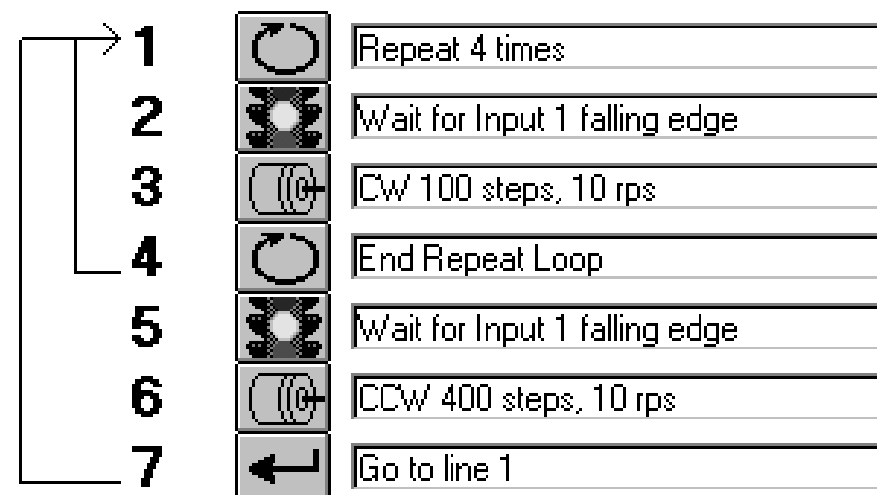 1 Repeat 4 times
2 Wait for Input 1 falling edge
3 CW 100 steps, 10 rps
4 End Repeat Loop
5 Wait for Input 1 falling edge
6 CCW 400 steps, 10 rps
7 Go to line 1